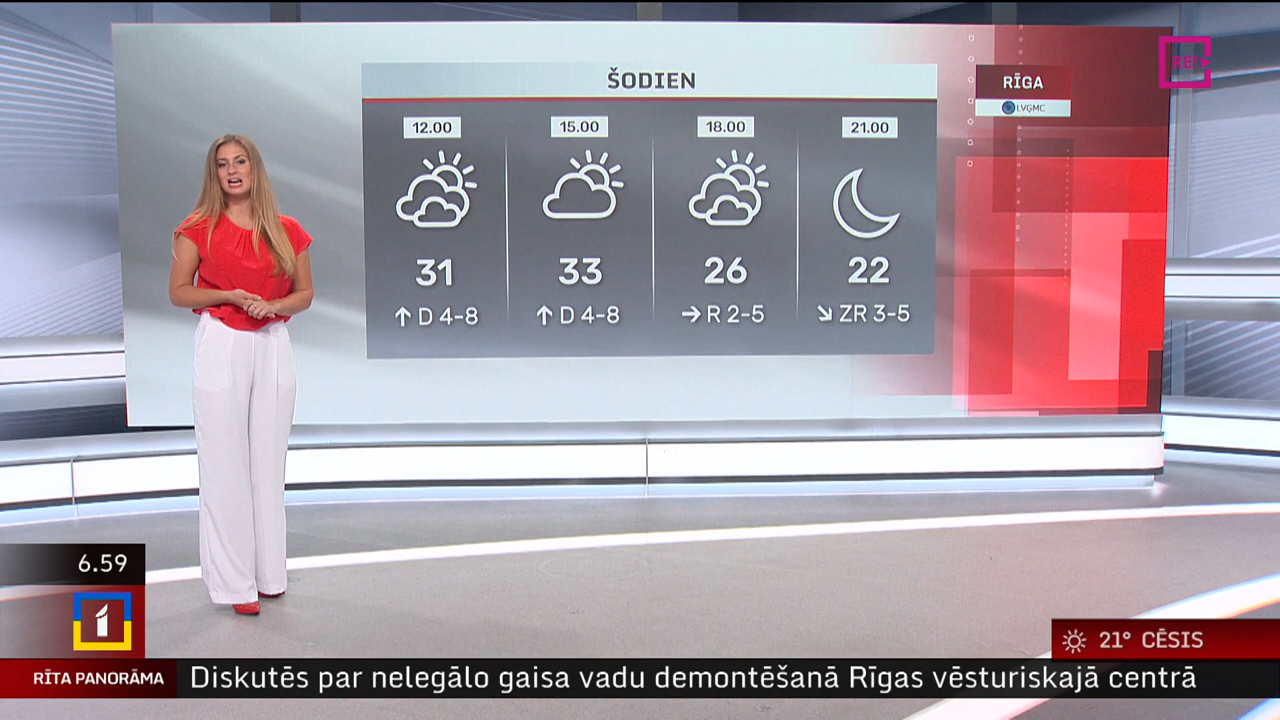 ŠODIEN
RĪGA
LVĢMC
RE!
12.00
15.00
18.00
21.00
31
33
26
22
D 4-8
D 4-8
R 2-5
ZR 3-5
6.59
1
21° CĒSIS
RĪTA PANORĀMA
Diskutēs par nelegālo gaisa vadu demontēšanā Rīgas vēsturiskajā centrā